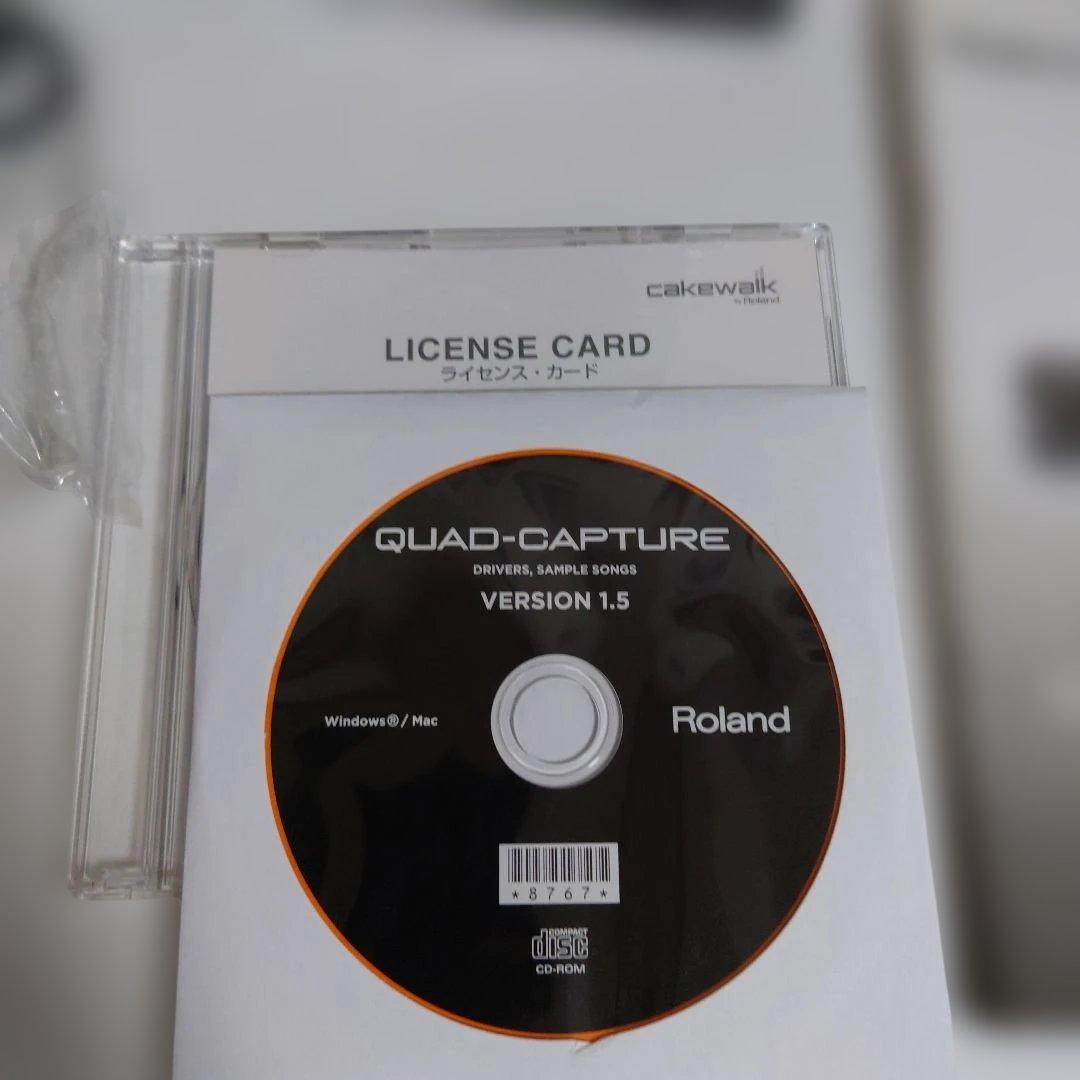 cakewalk
by Roland
LICENSE CARD
ライセンス・カード
QUAD-CAPTURE
DRIVERS, SAMPLE SONGS
VERSION 1.5
Windows® / Mac
Roland
*8767*
COMPACT
disc
CD-ROM